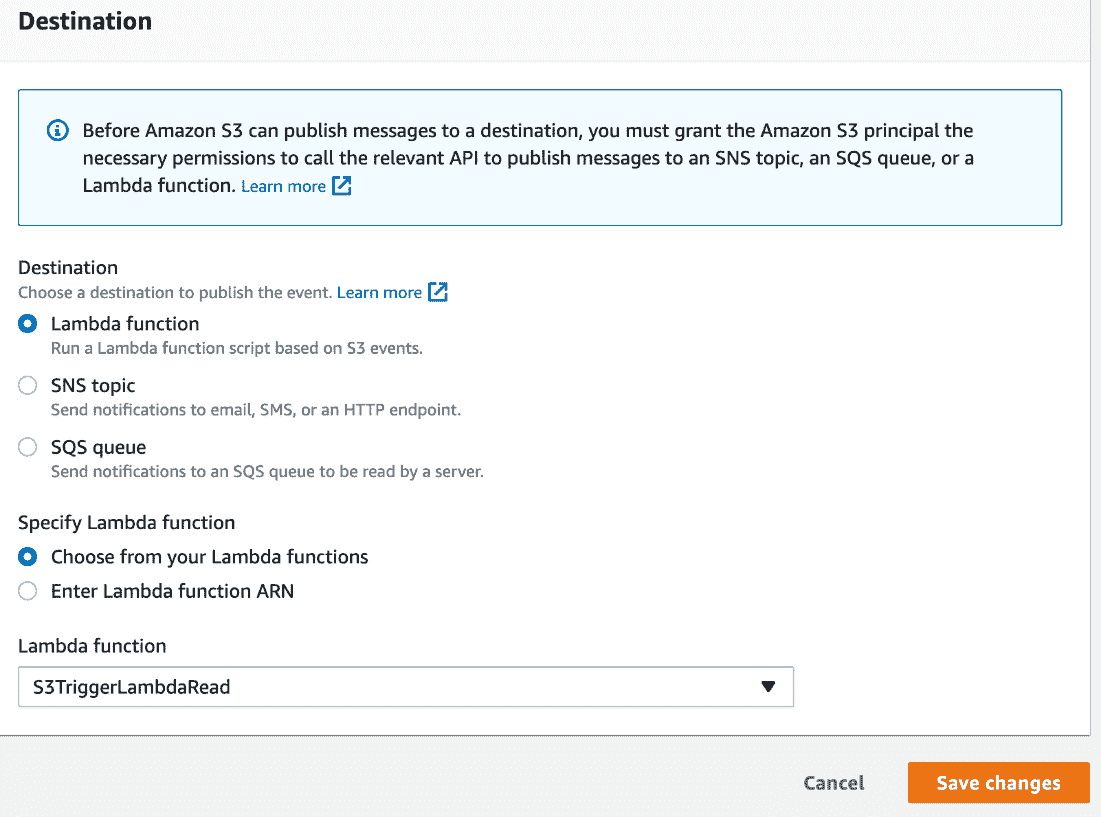 Destination
Before Amazon S3 can publish messages to a destination, you must grant the Amazon S3 principal the
necessary permissions to call the relevant API to publish messages to an SNS topic, an SQS queue, or a
Lambda function. Learn more
Destination
Choose a destination to publish the event. Learn more
Lambda function
Run a Lambda function script based on S3 events.
SNS topic
Send notifications to email, SMS, or an HTTP endpoint.
SQS queue
Send notifications to an SQS queue to be read by a server.
Specify Lambda function
Choose from your Lambda functions
Enter Lambda function ARN
Lambda function
S3TriggerLambdaRead
Cancel
Save changes